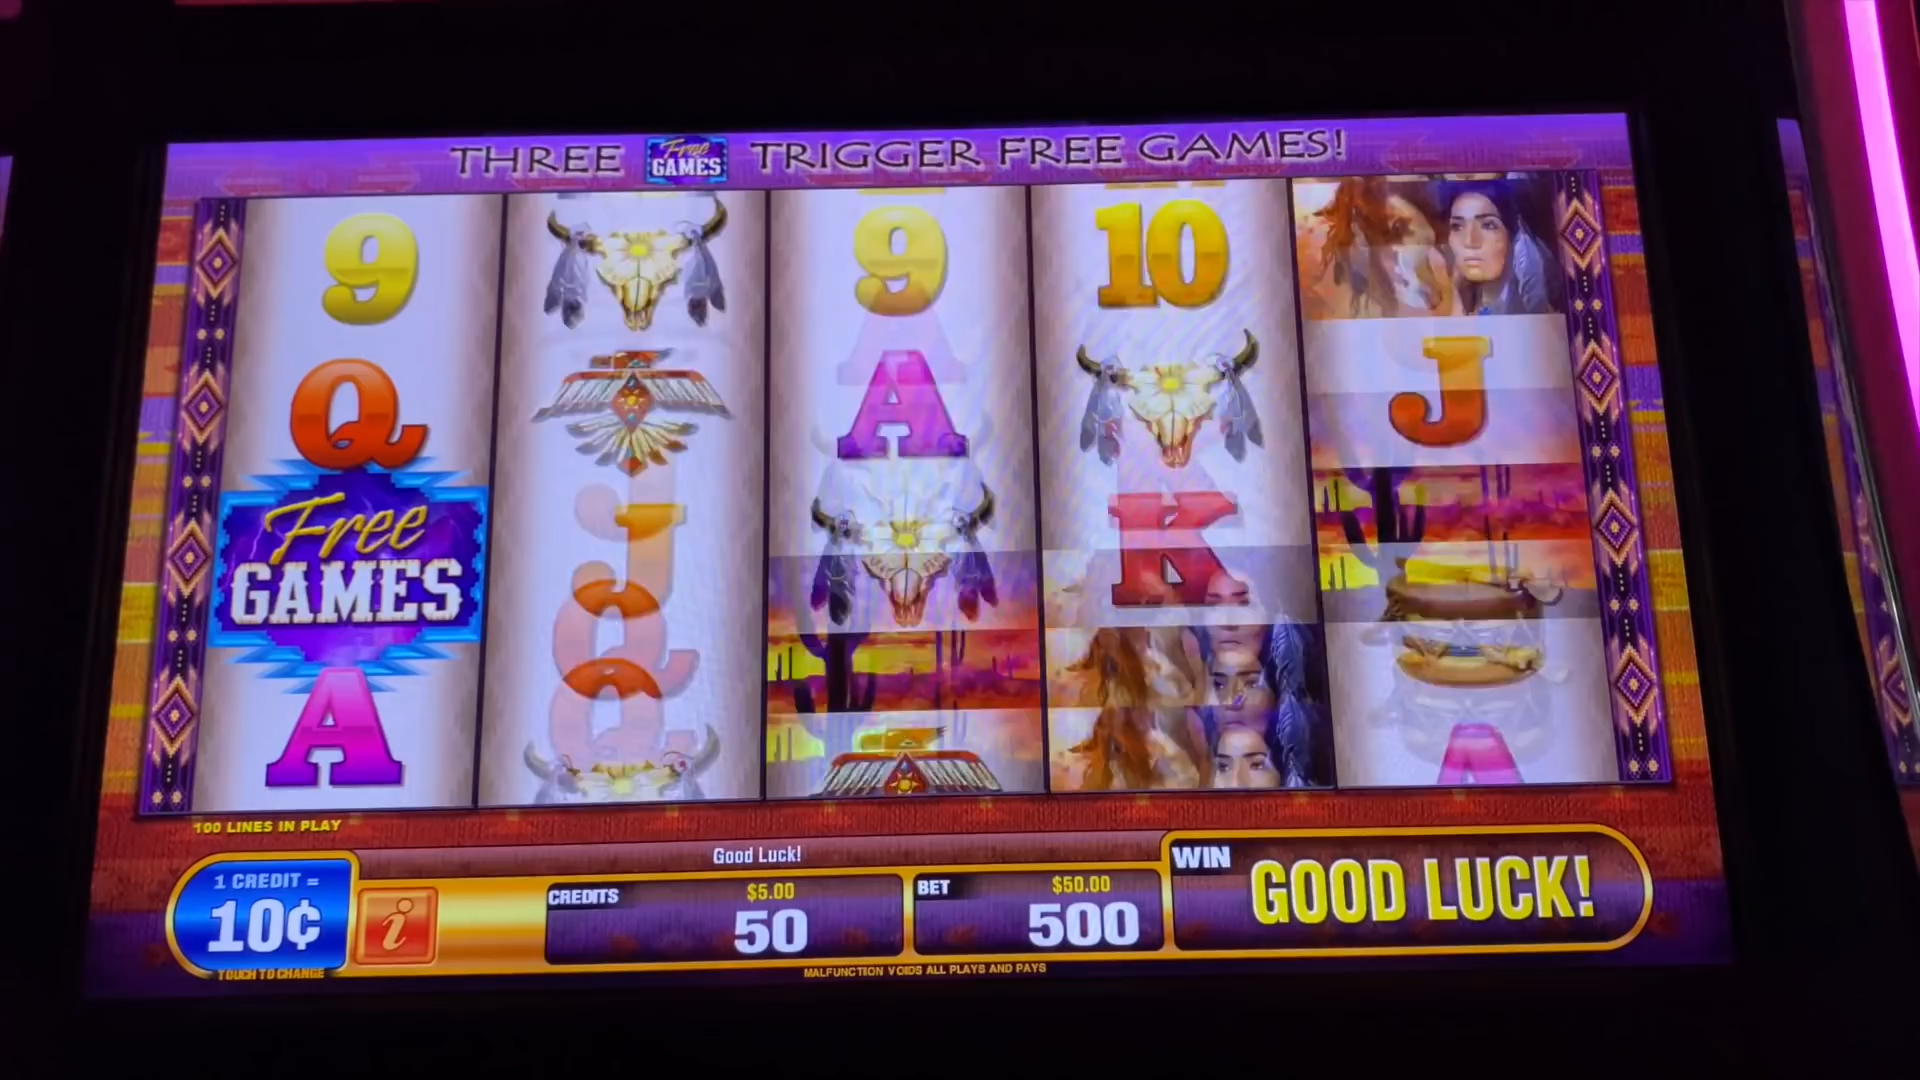 THREE Free GAMES TRIGGER FREE GAMES!
9 9 10
Q A J
Free J K
GAMES Q
A Q A
100 LINES IN PLAY
Good Luck!
1 CREDIT =
10¢
TOUCH TO CHANGE
i
CREDITS $5.00
50
BET $50.00
500
WIN GOOD LUCK!
MALFUNCTION VOIDS ALL PLAYS AND PAYS